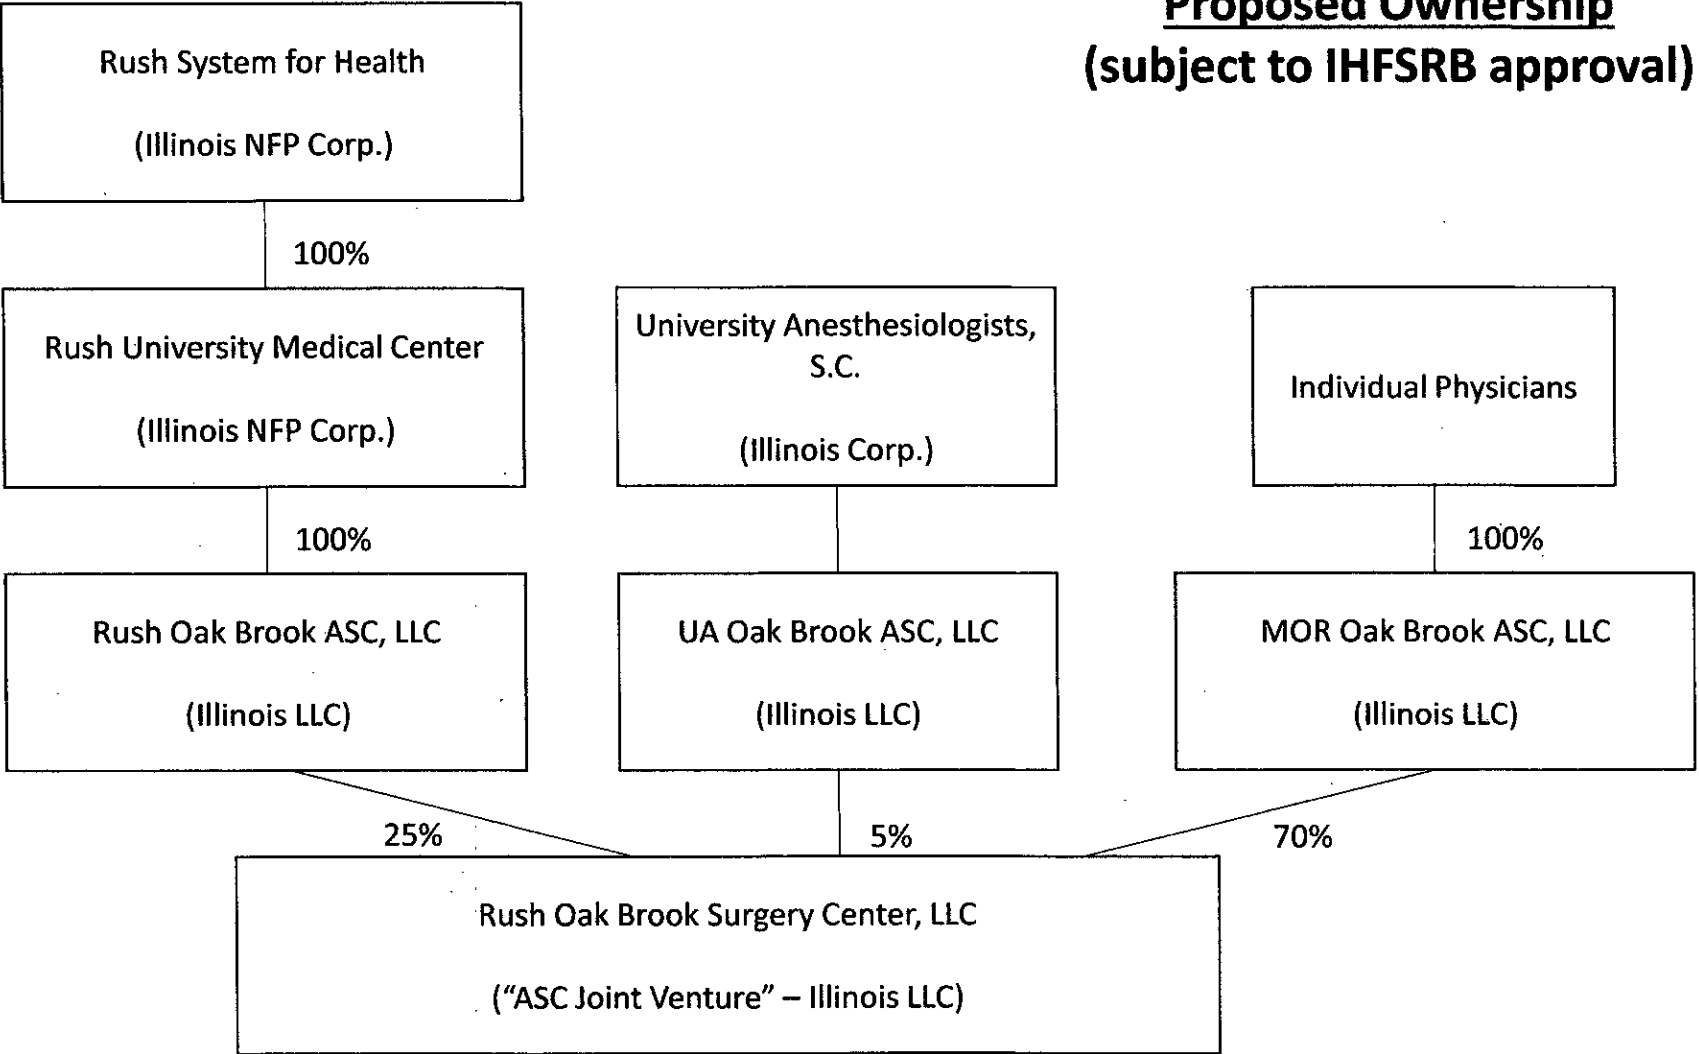 Proposed Ownership
(subject to IHFSRB approval)
Rush System for Health
(Illinois NFP Corp.)
100%
Rush University Medical Center
(Illinois NFP Corp.)
University Anesthesiologists,
S.C.
(Illinois Corp.)
Individual Physicians
100%
100%
Rush Oak Brook ASC, LLC
(Illinois LLC)
UA Oak Brook ASC, LLC
(Illinois LLC)
MOR Oak Brook ASC, LLC
(Illinois LLC)
25%
5%
70%
Rush Oak Brook Surgery Center, LLC
("ASC Joint Venture" – Illinois LLC)